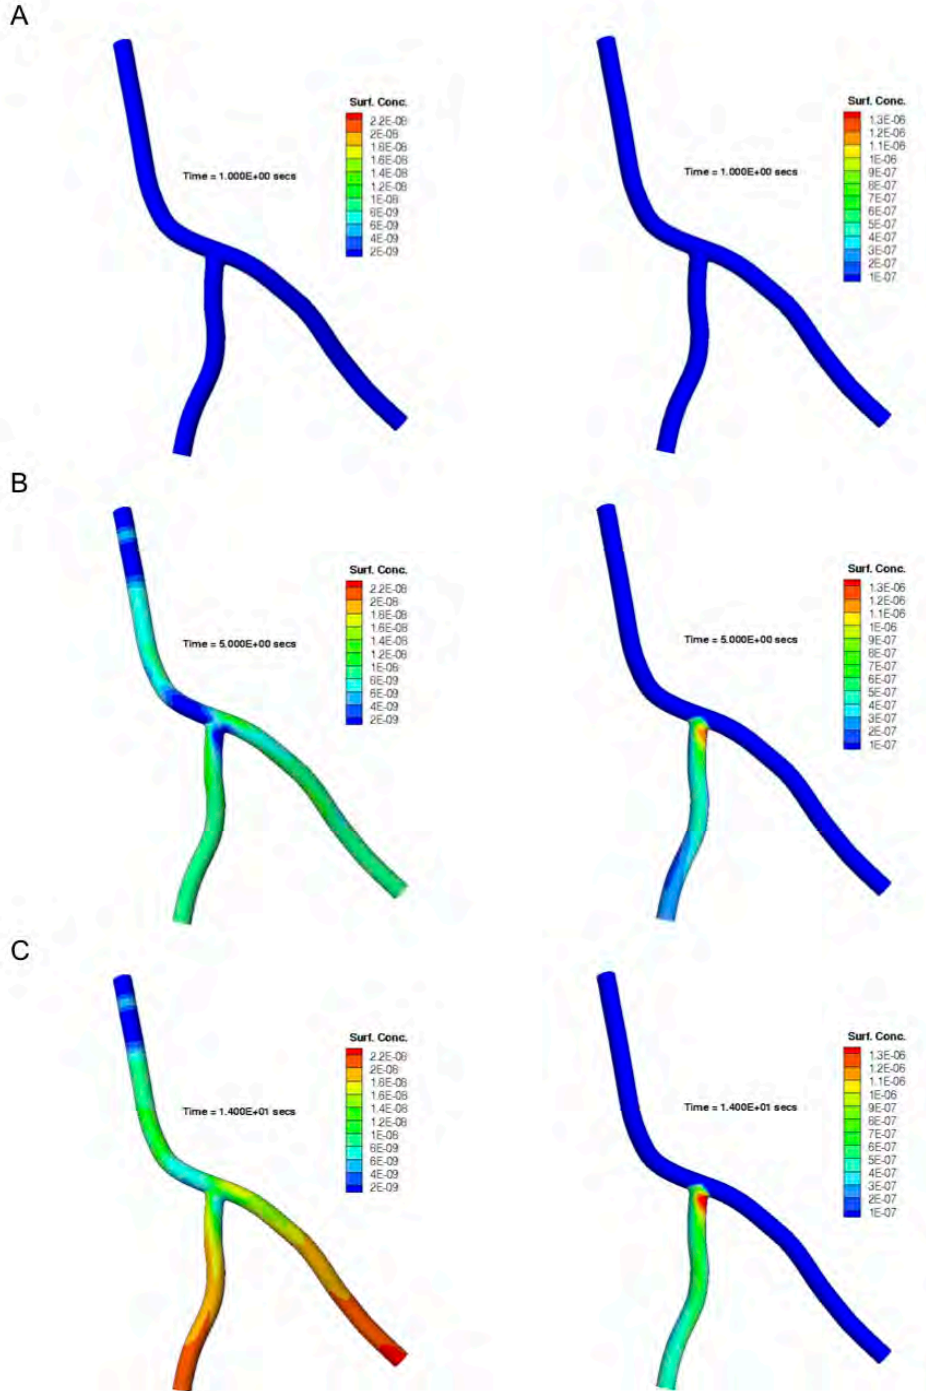 A
Surf. Conc.
2.2E-08
2E-08
1.8E-08
1.6E-08
1.4E-08
1.2E-08
1E-08
8E-09
6E-09
4E-09
2E-09
Time = 1.000E+00 secs
Surf. Conc.
1.3E-06
1.2E-06
1.1E-06
1E-06
9E-07
8E-07
7E-07
6E-07
5E-07
4E-07
3E-07
2E-07
1E-07
Time = 1.000E+00 secs
B
Surf. Conc.
2.2E-08
2E-08
1.8E-08
1.6E-08
1.4E-08
1.2E-08
1E-08
8E-09
6E-09
4E-09
2E-09
Time = 5.000E+00 secs
Surf. Conc.
1.3E-06
1.2E-06
1.1E-06
1E-06
9E-07
8E-07
7E-07
6E-07
5E-07
4E-07
3E-07
2E-07
1E-07
Time = 5.000E+00 secs
C
Surf. Conc.
2.2E-08
2E-08
1.8E-08
1.6E-08
1.4E-08
1.2E-08
1E-08
8E-09
6E-09
4E-09
2E-09
Time = 1.400E+01 secs
Surf. Conc.
1.3E-06
1.2E-06
1.1E-06
1E-06
9E-07
8E-07
7E-07
6E-07
5E-07
4E-07
3E-07
2E-07
1E-07
Time = 1.400E+01 secs